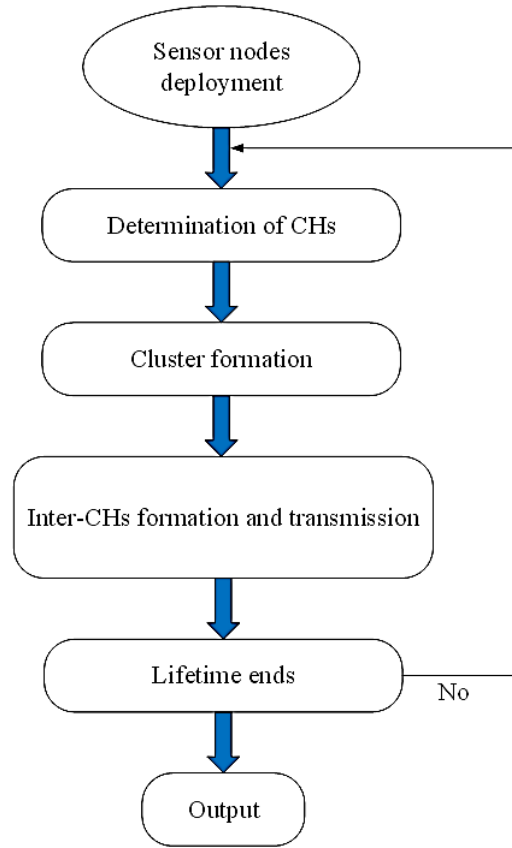 Sensor nodes
deployment
Determination of CHs
Cluster formation
Inter-CHs formation and transmission
Lifetime ends
No
Output